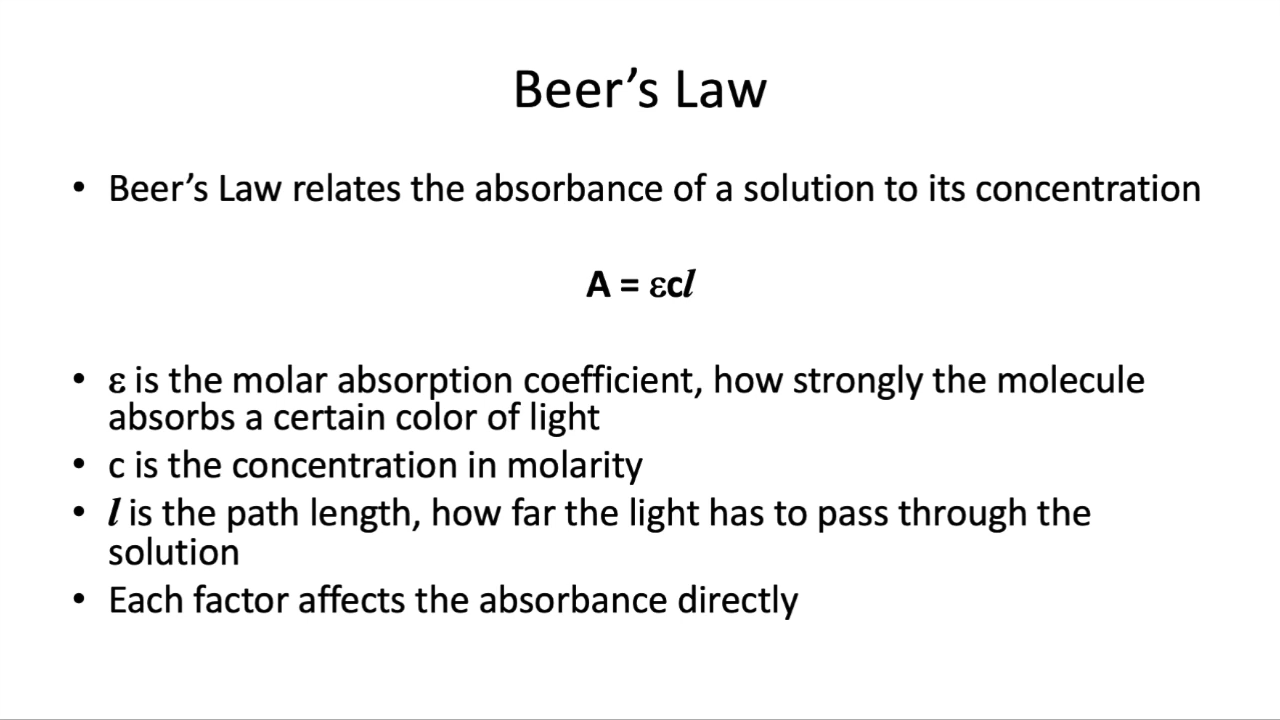 Beer’s Law
• Beer’s Law relates the absorbance of a solution to its concentration
A = εcl
• ε is the molar absorption coefficient, how strongly the molecule
absorbs a certain color of light
• c is the concentration in molarity
• l is the path length, how far the light has to pass through the
solution
• Each factor affects the absorbance directly